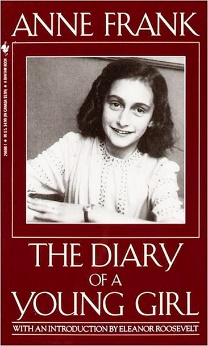 ANNE FRANK
THE DIARY
OF A
YOUNG GIRL
WITH AN INTRODUCTION BY ELEANOR ROOSEVELT